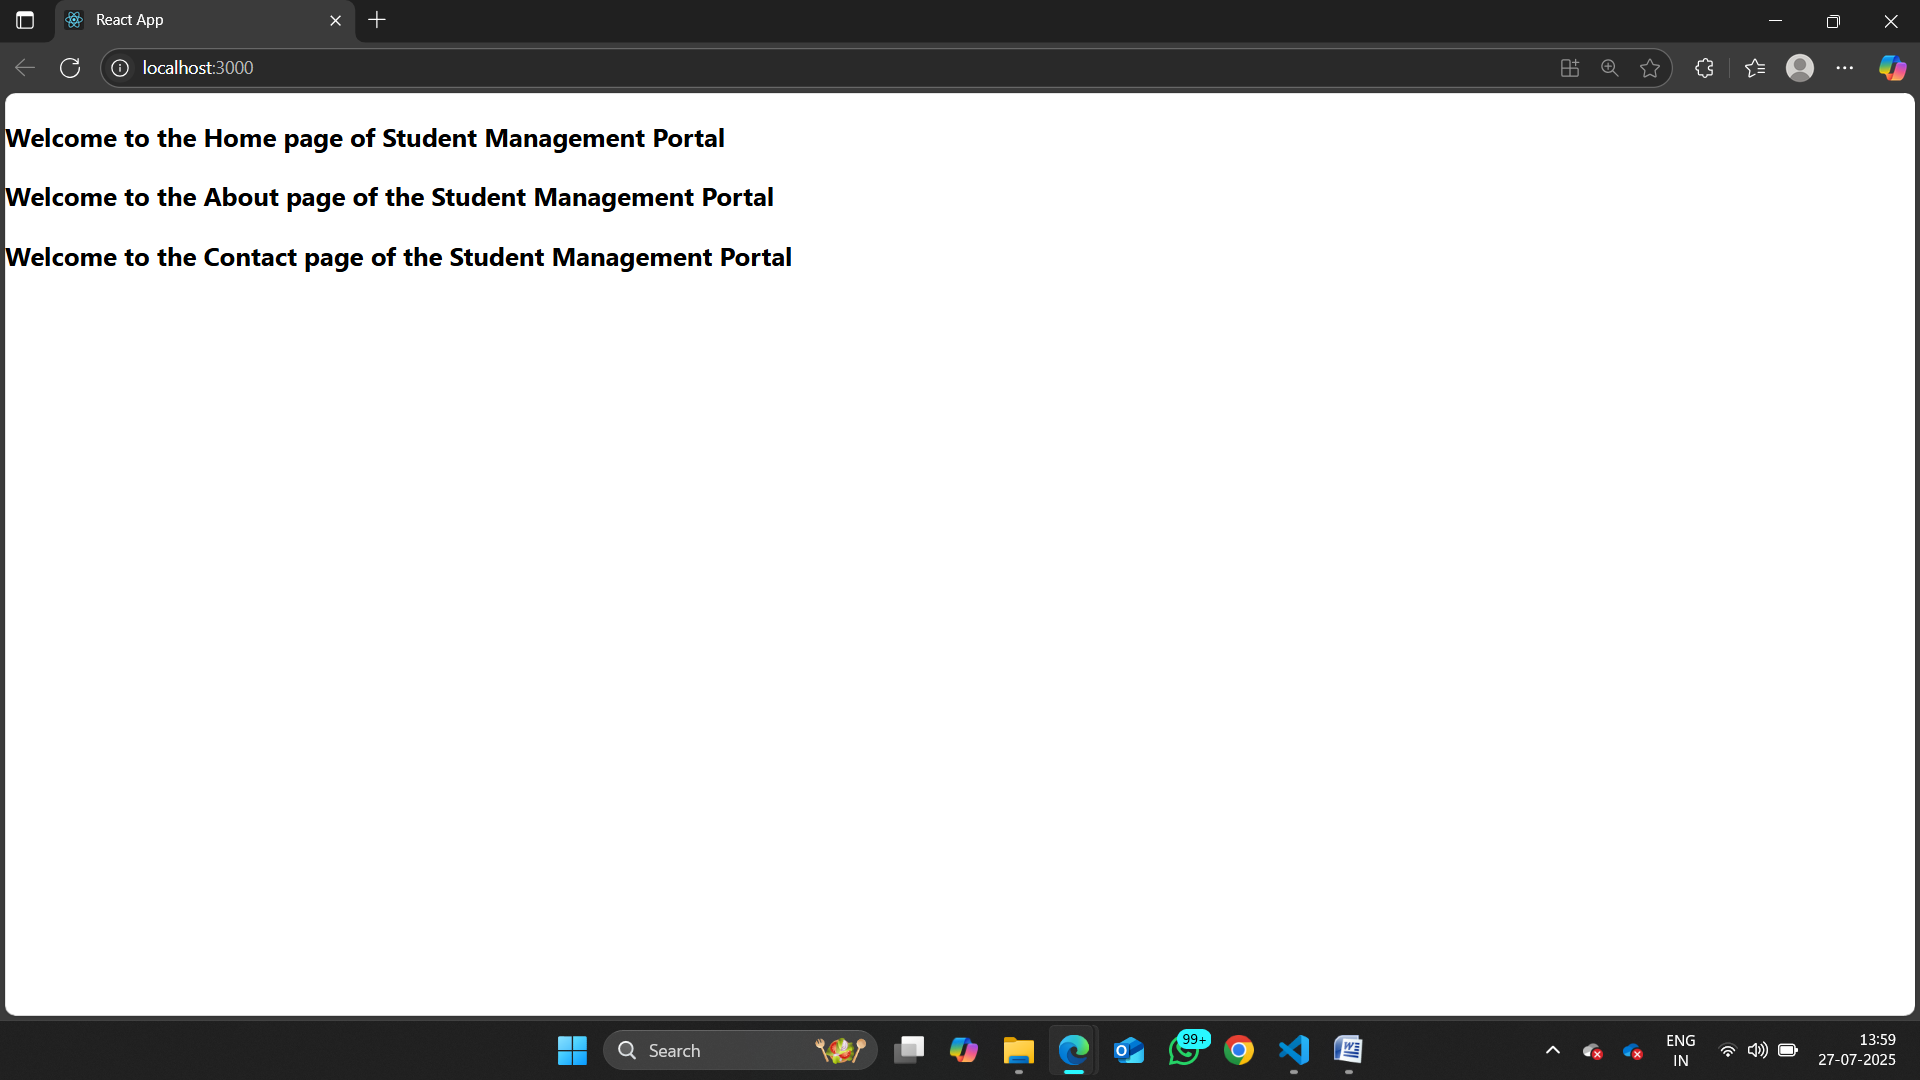 React App
localhost:3000
Welcome to the Home page of Student Management Portal
Welcome to the About page of the Student Management Portal
Welcome to the Contact page of the Student Management Portal
Search
99+
ENG
IN
13:59
27-07-2025